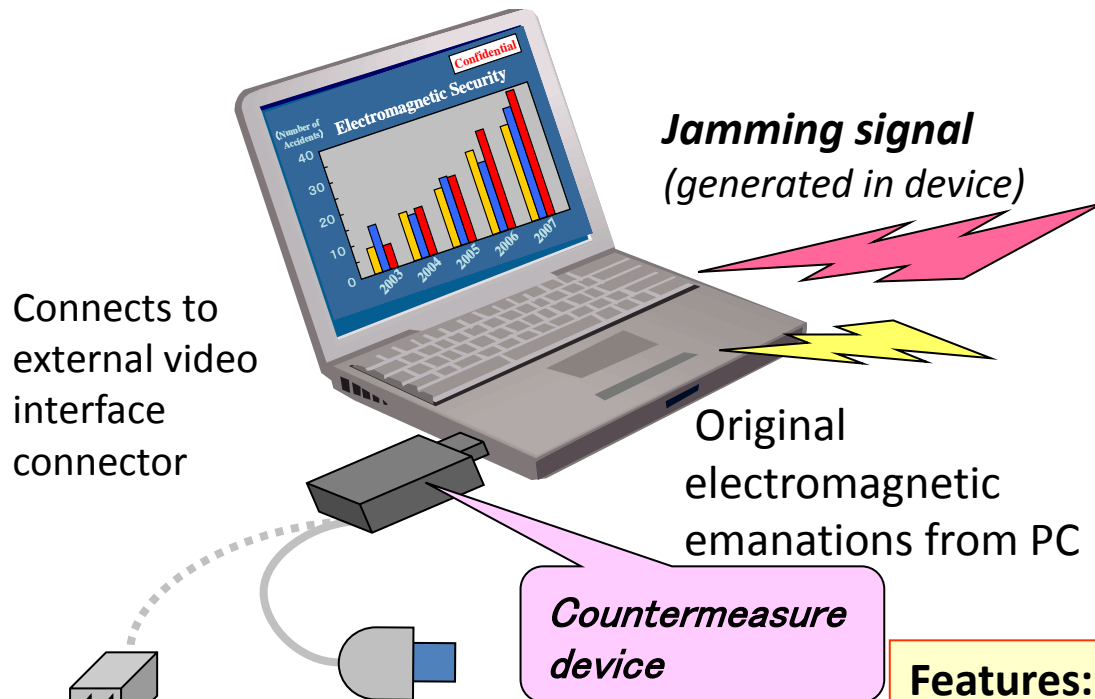 Confidential
Electromagnetic Security
(Number of
Accidents)
40
30
20
10
0
2003
2004
2005
2006
2007
Jamming signal
(generated in device)
Connects to
external video
interface
connector
Original
electromagnetic
emanations from PC
Countermeasure
device
Features: